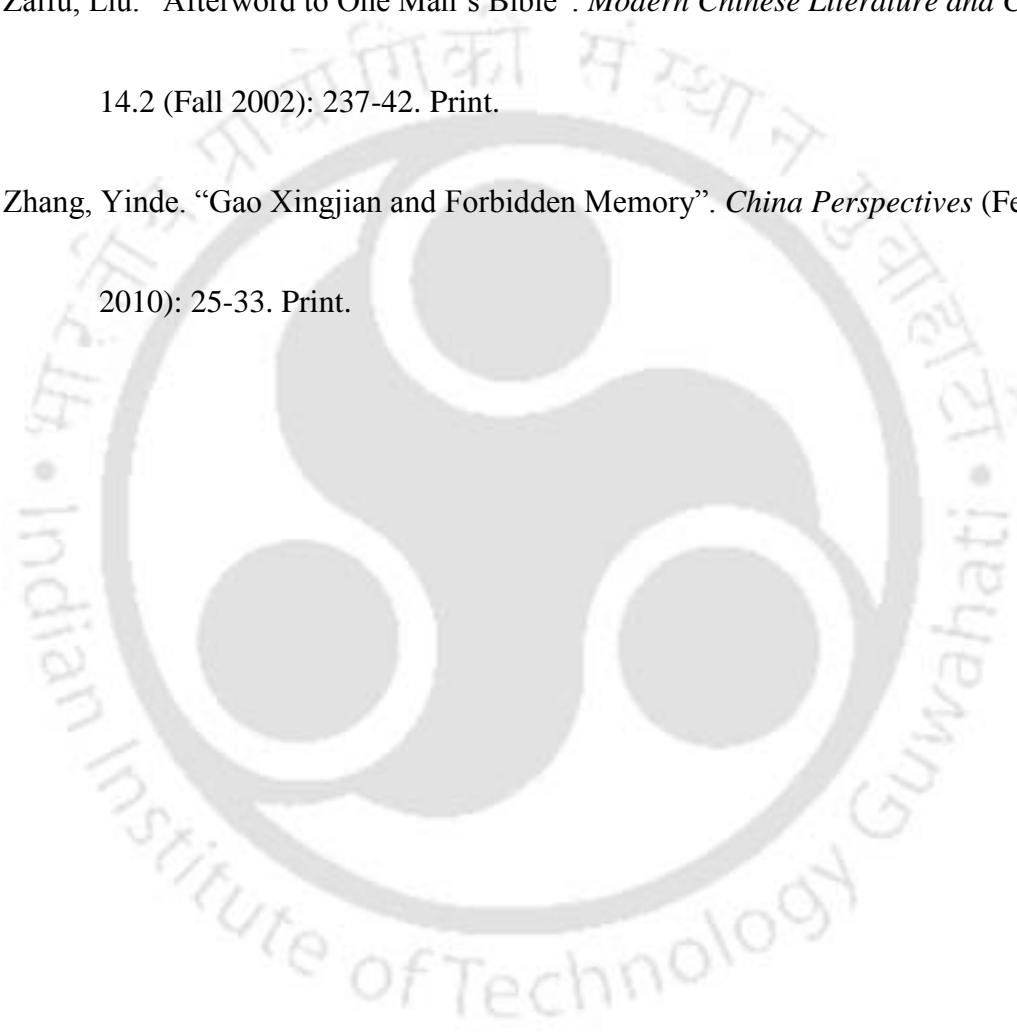 Zaifu, Liu. “Afterword to One Man’s Bible”. Modern Chinese Literature and
14.2 (Fall 2002): 237-42. Print.
Zhang, Yinde. “Gao Xingjian and Forbidden Memory”. China Perspectives
2010): 25-33. Print.
Indian Institute of Technology Guwahati